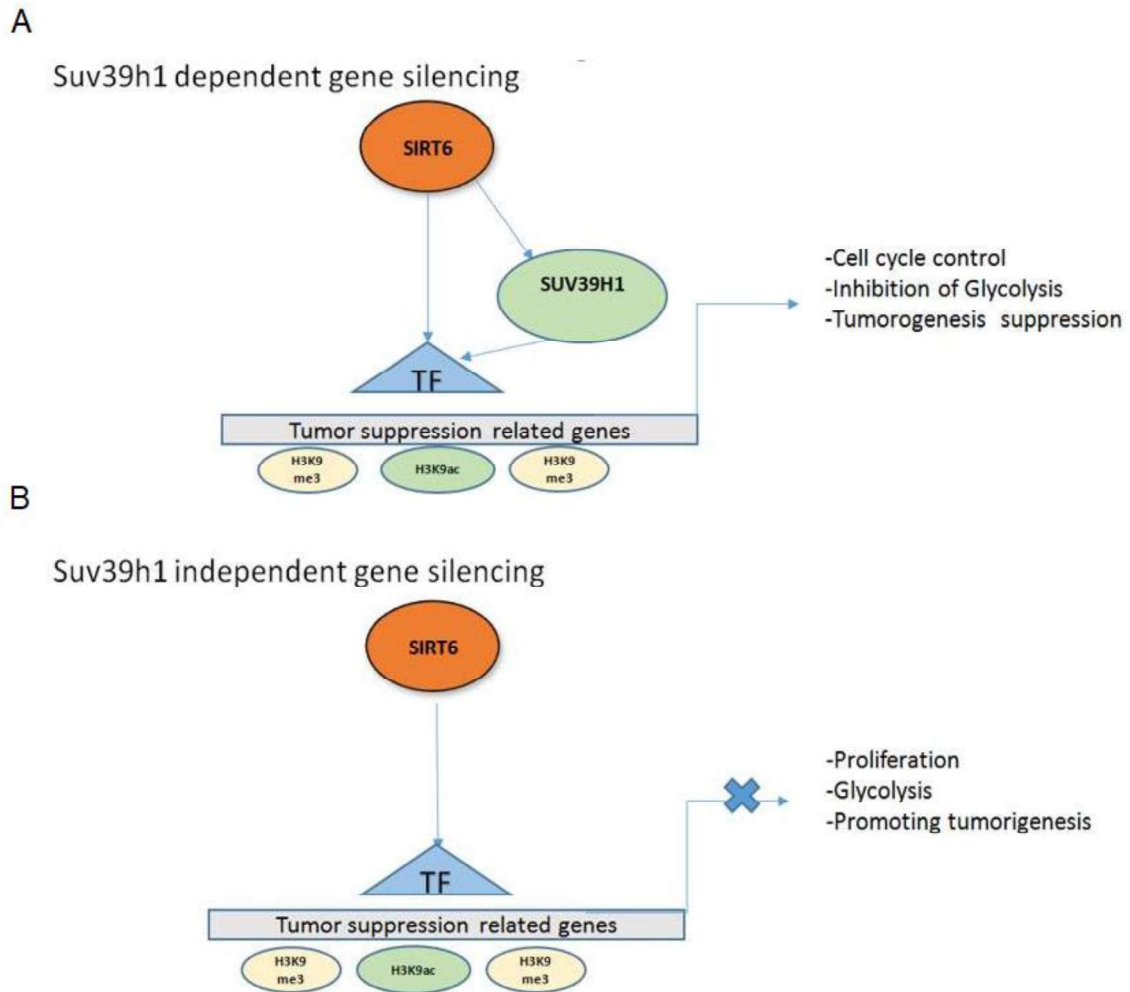 A
Suv39h1 dependent gene silencing
SIRT6
SUV39H1
-Cell cycle control
-Inhibition of Glycolysis
-Tumorogenesis suppression
TF
Tumor suppression related genes
H3K9
me3
H3K9ac
H3K9
me3
B
Suv39h1 independent gene silencing
SIRT6
-Proliferation
-Glycolysis
-Promoting tumorigenesis
TF
Tumor suppression related genes
H3K9
me3
H3K9ac
H3K9
me3